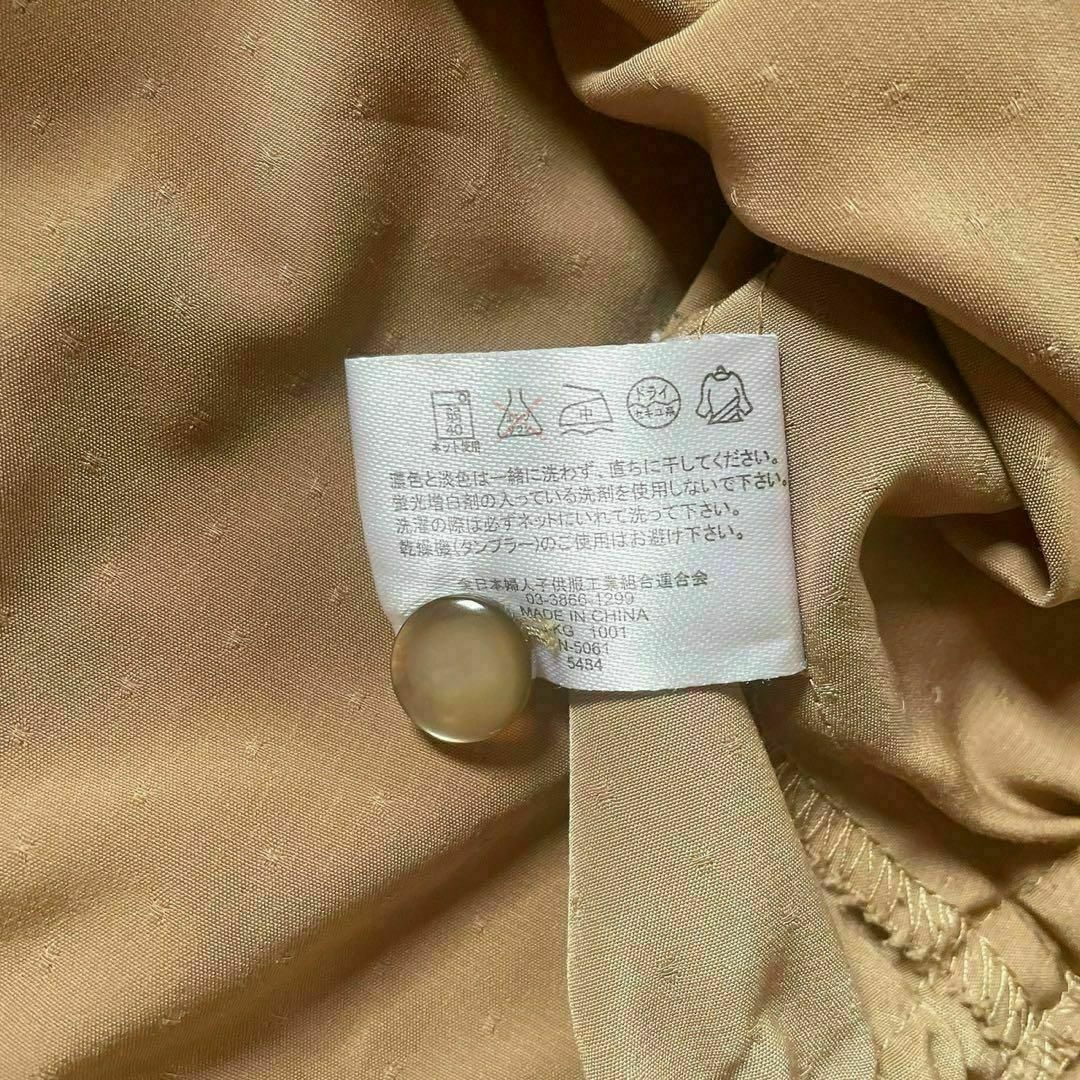 40
ネット使用
中
ドライ
セキユ系
濃色と淡色は一緒に洗わず、直ちに干してください。
蛍光増白剤の入っている洗剤を使用しないで下さい。
洗濯の際は必ずネットにいれて洗って下さい。
乾燥機(タンブラー)のご使用はお避け下さい。
全日本婦人子供服工業組合連合会
03-3866-1299
MADE IN CHINA
KG 1001
N-5061
5484